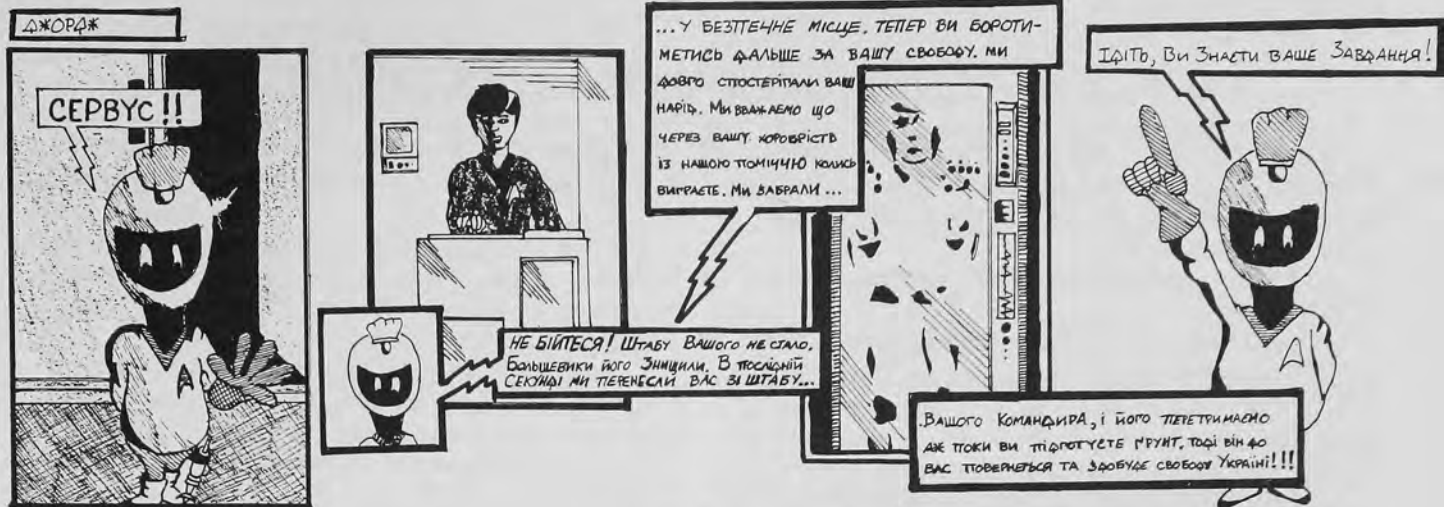 ДЖОРДЖ
СЕРВУС!!
НЕ БІЙТЕСЯ! ШТАБУ ВАШОГО НЕ СТАЛО.
БОЛЬШЕВИКИ ЙОГО ЗНИЩИЛИ. В ПОСЛІДНІЙ
СЕКУНДІ МИ ПЕРЕНЕСЛИ ВАС ЗІ ШТАБУ...
...У БЕЗПЕЧНЕ МІСЦЕ. ТЕПЕР ВИ БОРОТИ-
МЕТИСЬ ДАЛЬШЕ ЗА ВАШУ СВОБОДУ. МИ
ДОВГО СПОСТЕРІГАЛИ ВАШ
НАРІД. МИ ВВАЖАЄМО ЩО
ЧЕРЕЗ ВАШУ ХОРОБРІСТЬ
ІЗ НАШОЮ ПОМІЧЧЮ КОЛИСЬ
ВИГРАЄТЕ. МИ ЗАБРАЛИ ...
.ВАШОГО КОМАНДИРА, І ЙОГО ПЕРЕТРИМАЄМО
АЖ ПОКИ ВИ ПІДГОТУЄТЕ ҐРУНТ. ТОДІ ВІН ДО
ВАС ПОВЕРНЕТЬСЯ ТА ЗДОБУДЕ СВОБОДУ УКРАЇНІ!!!
ІДІТЬ, ВИ ЗНАЄТИ ВАШЕ ЗАВДАННЯ!